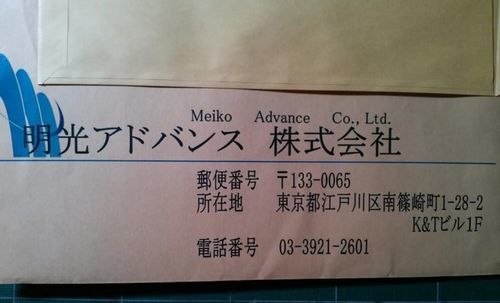 Meiko Advance Co., Ltd.
明光アドバンス 株式会社
郵便番号 〒133-0065
所在地 東京都江戸川区南篠崎町1-28-2
K&Tビル1F
電話番号 03-3921-2601